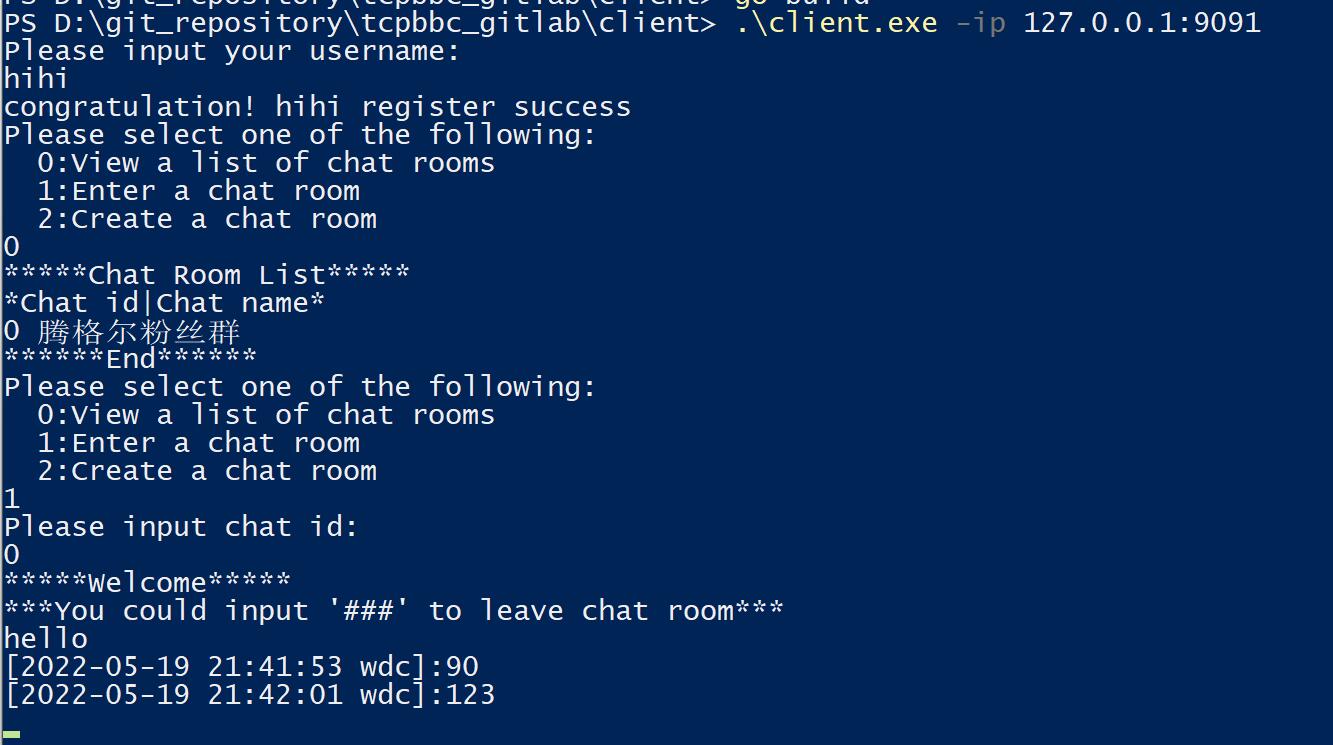 PS D:\git_repository\tcpbbc_gitlab\client> go build
PS D:\git_repository\tcpbbc_gitlab\client> .\client.exe -ip 127.0.0.1:9091
Please input your username:
hihi
congratulation! hihi register success
Please select one of the following:
  0:View a list of chat rooms
  1:Enter a chat room
  2:Create a chat room
0
*****Chat Room List*****
*Chat id|Chat name*
0 腾格尔粉丝群
******End******
Please select one of the following:
  0:View a list of chat rooms
  1:Enter a chat room
  2:Create a chat room
1
Please input chat id:
0
*****Welcome*****
***You could input '###' to leave chat room***
hello
[2022-05-19 21:41:53 wdc]:90
[2022-05-19 21:42:01 wdc]:123